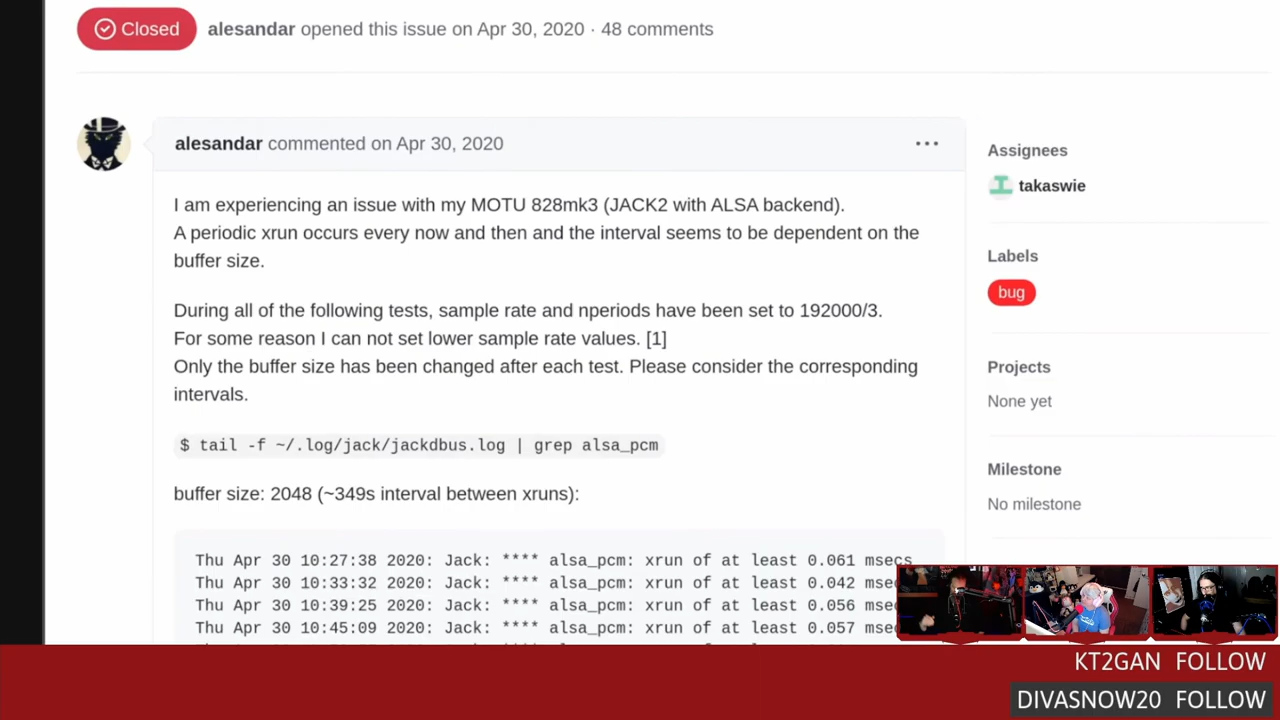 Closed alesandar opened this issue on Apr 30, 2020 · 48 comments
alesandar commented on Apr 30, 2020
I am experiencing an issue with my MOTU 828mk3 (JACK2 with ALSA backend).
A periodic xrun occurs every now and then and the interval seems to be dependent on the
buffer size.
During all of the following tests, sample rate and nperiods have been set to 192000/3.
For some reason I can not set lower sample rate values. [1]
Only the buffer size has been changed after each test. Please consider the corresponding
intervals.
$ tail -f ~/.log/jack/jackdbus.log | grep alsa_pcm
buffer size: 2048 (~349s interval between xruns):
Thu Apr 30 10:27:38 2020: Jack: **** alsa_pcm: xrun of at least 0.061 msecs
Thu Apr 30 10:33:32 2020: Jack: **** alsa_pcm: xrun of at least 0.042 msecs
Thu Apr 30 10:39:25 2020: Jack: **** alsa_pcm: xrun of at least 0.056 msec
Thu Apr 30 10:45:09 2020: Jack: **** alsa_pcm: xrun of at least 0.057 msec
Assignees
takaswie
Labels
bug
Projects
None yet
Milestone
No milestone
KT2GAN FOLLOW
DIVASNOW20 FOLLOW